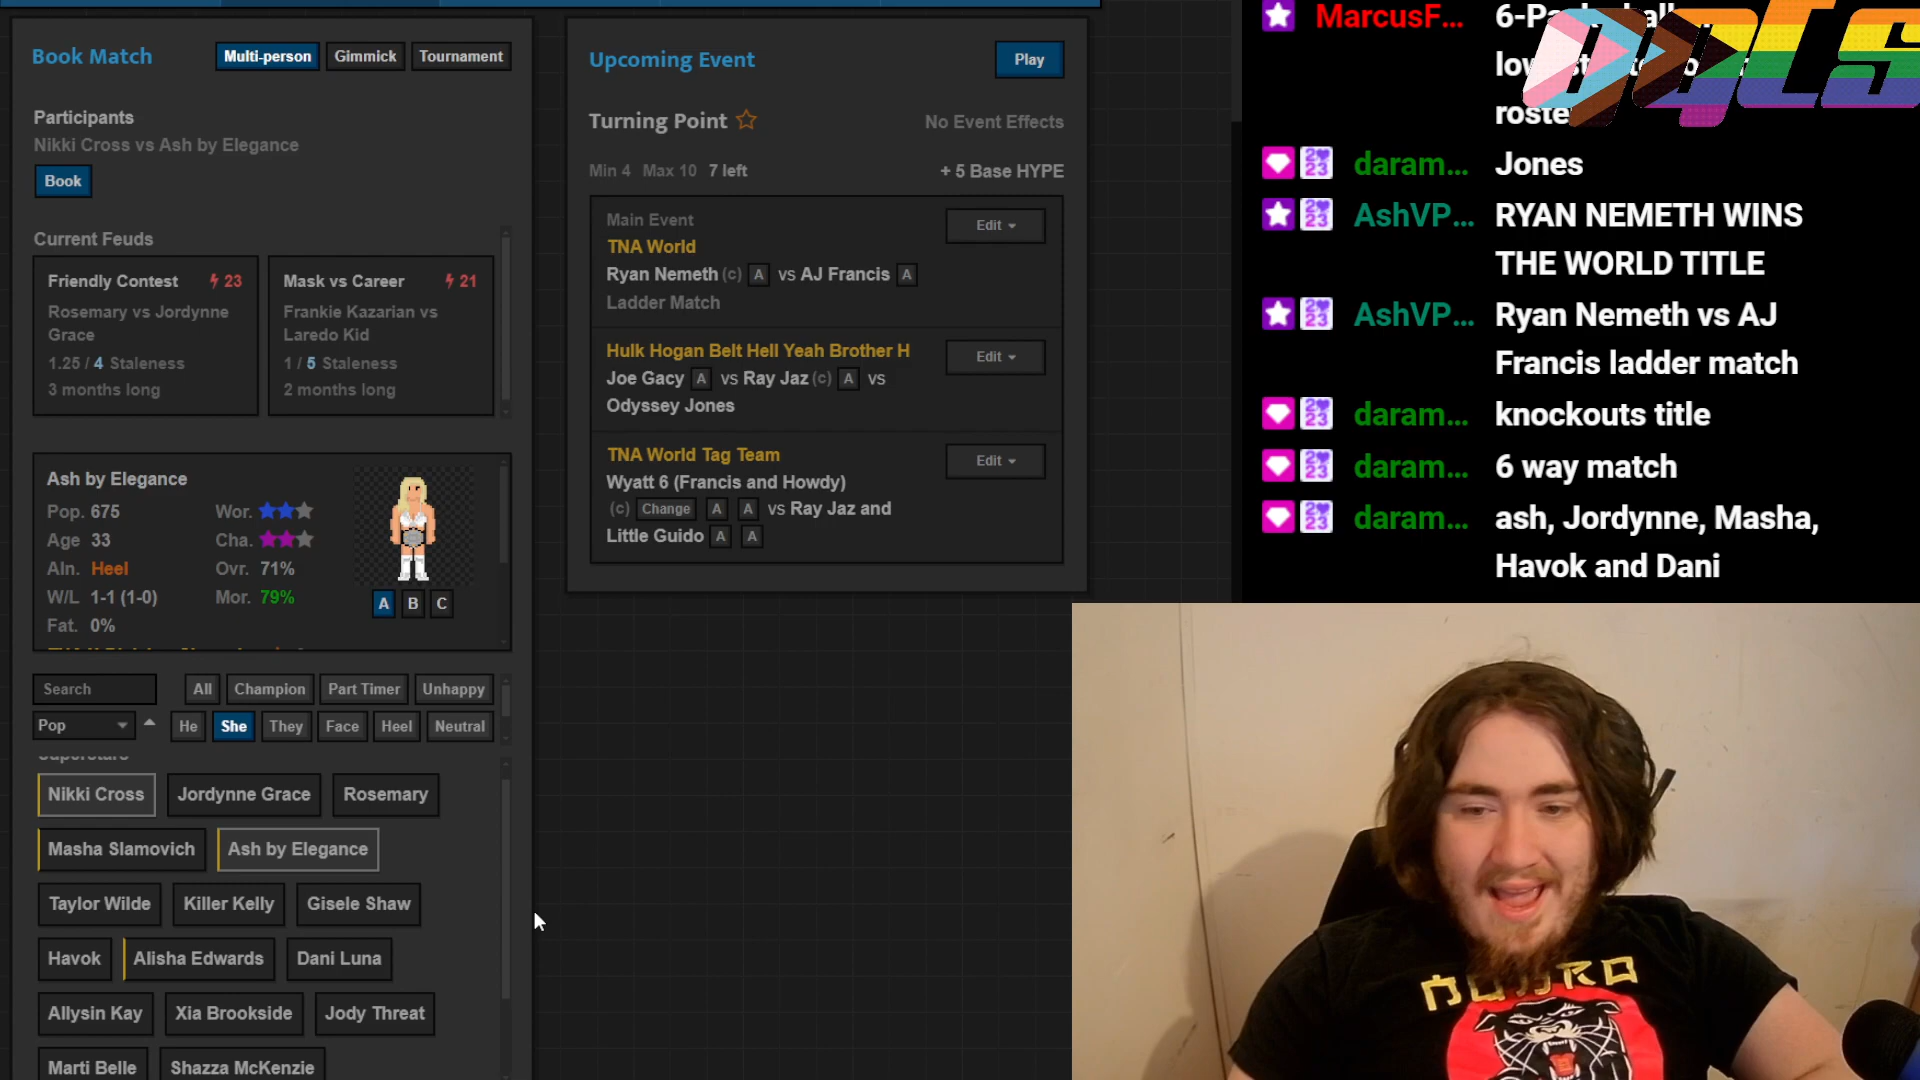 Book Match
Multi-person
Gimmick
Tournament
Participants
Nikki Cross vs Ash by Elegance
Book
Current Feuds
Friendly Contest 23
Rosemary vs Jordynne
Grace
1.25 / 4 Staleness
3 months long
Mask vs Career 21
Frankie Kazarian vs
Laredo Kid
1 / 5 Staleness
2 months long
Ash by Elegance
Pop. 675
Wor.
Age 33
Cha.
Aln. Heel
Ovr. 71%
W/L 1-1 (1-0)
Mor. 79%
Fat. 0%
A B C
Search
All
Champion
Part Timer
Unhappy
Pop
He
She
They
Face
Heel
Neutral
Superstars
Nikki Cross
Jordynne Grace
Rosemary
Masha Slamovich
Ash by Elegance
Taylor Wilde
Killer Kelly
Gisele Shaw
Havok
Alisha Edwards
Dani Luna
Allysin Kay
Xia Brookside
Jody Threat
Marti Belle
Shazza McKenzie
Upcoming Event
Play
Turning Point
No Event Effects
Min 4 Max 10 7 left
+ 5 Base HYPE
Main Event
TNA World
Ryan Nemeth (c) A vs AJ Francis A
Ladder Match
Edit
Hulk Hogan Belt Hell Yeah Brother H
Joe Gacy A vs Ray Jaz (c) A vs
Odyssey Jones
Edit
TNA World Tag Team
Wyatt 6 (Francis and Howdy)
(c) Change A A vs Ray Jaz and
Little Guido A A
Edit
MarcusF...
daram... Jones
AshVP... RYAN NEMETH WINS
THE WORLD TITLE
AshVP... Ryan Nemeth vs AJ
Francis ladder match
daram... knockouts title
daram... 6 way match
daram... ash, Jordynne, Masha,
Havok and Dani